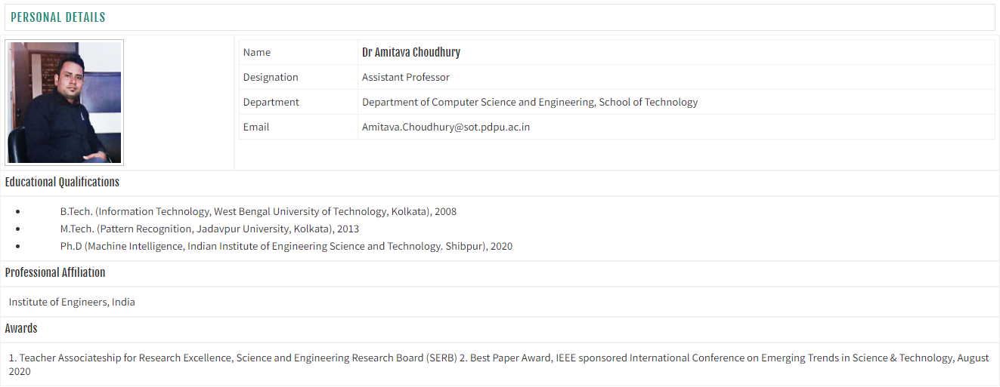 PERSONAL DETAILS
Name Dr Amitava Choudhury
Designation Assistant Professor
Department Department of Computer Science and Engineering, School of Technology
Email Amitava.Choudhury@sot.pdpu.ac.in
Educational Qualifications
• B.Tech. (Information Technology, West Bengal University of Technology, Kolkata), 2008
• M.Tech. (Pattern Recognition, Jadavpur University, Kolkata), 2013
• Ph.D (Machine Intelligence, Indian Institute of Engineering Science and Technology. Shibpur), 2020
Professional Affiliation
Institute of Engineers, India
Awards
1. Teacher Associateship for Research Excellence, Science and Engineering Research Board (SERB) 2. Best Paper Award, IEEE sponsored International Conference on Emerging Trends in Science & Technology, August
2020